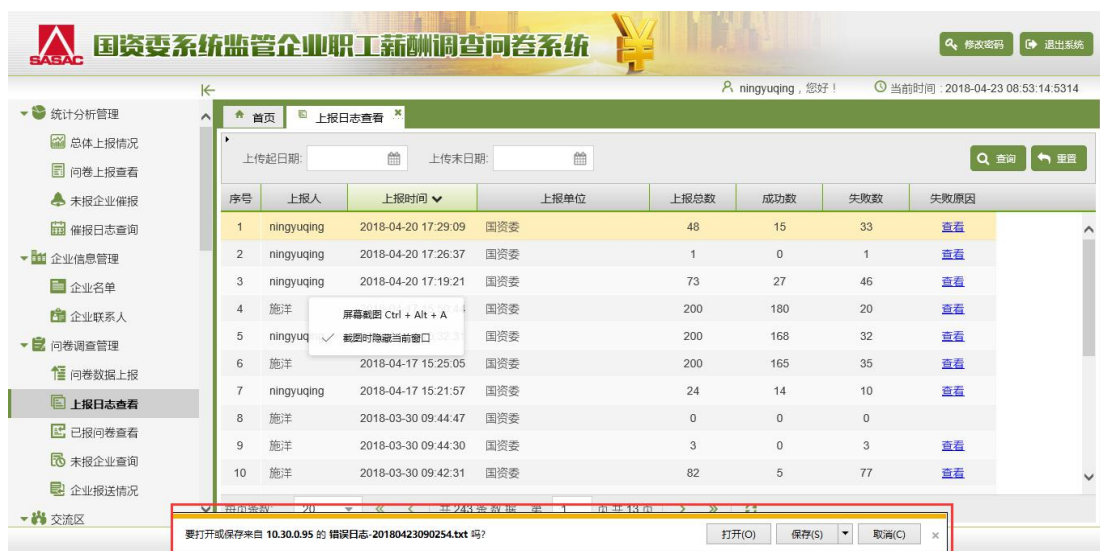 SASAC 国资委系统监管企业职工薪酬调查问卷系统 修改密码 退出系统
ningyuqing，您好！ 当前时间：2018-04-23 08:53:14:5314
统计分析管理
总体上报情况
问卷上报查看
未报企业催报
催报日志查询
企业信息管理
企业名单
企业联系人
问卷调查管理
问卷数据上报
上报日志查看
已报问卷查看
未报企业查询
企业报送情况
交流区
首页 上报日志查看
上传起日期: 上传末日期: 查询 重置
序号 上报人 上报时间 上报单位 上报总数 成功数 失败数 失败原因
1 ningyuqing 2018-04-20 17:29:09 国资委 48 15 33 查看
2 ningyuqing 2018-04-20 17:26:37 国资委 1 0 1 查看
3 ningyuqing 2018-04-20 17:19:21 国资委 73 27 46 查看
4 施洋 国资委 200 180 20 查看
5 ningyuq 国资委 200 168 32 查看
6 施洋 2018-04-17 15:25:05 国资委 200 165 35 查看
7 ningyuqing 2018-04-17 15:21:57 国资委 24 14 10 查看
8 施洋 2018-03-30 09:44:47 国资委 0 0 0
9 施洋 2018-03-30 09:44:30 国资委 3 0 3 查看
10 施洋 2018-03-30 09:42:31 国资委 82 5 77 查看
屏幕截图 Ctrl + Alt + A
截图时隐藏当前窗口
每页条数: 20 共 243 条数据 第 1 页 共 13 页
要打开或保存来自 10.30.0.95 的 错误日志-20180423090254.txt 吗? 打开(O) 保存(S) 取消(C)